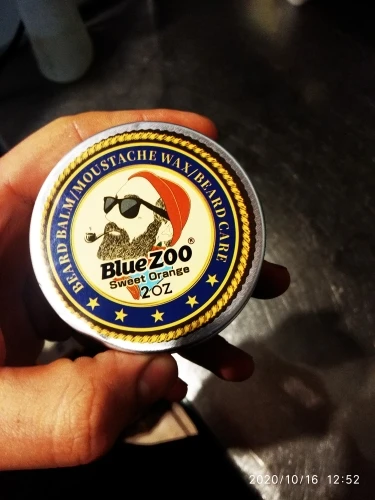 BEARD BALM/MOUSTACHE WAX/BEARD CARE
BlueZOO®
Sweet Orange
2OZ
2020/10/16 12:52